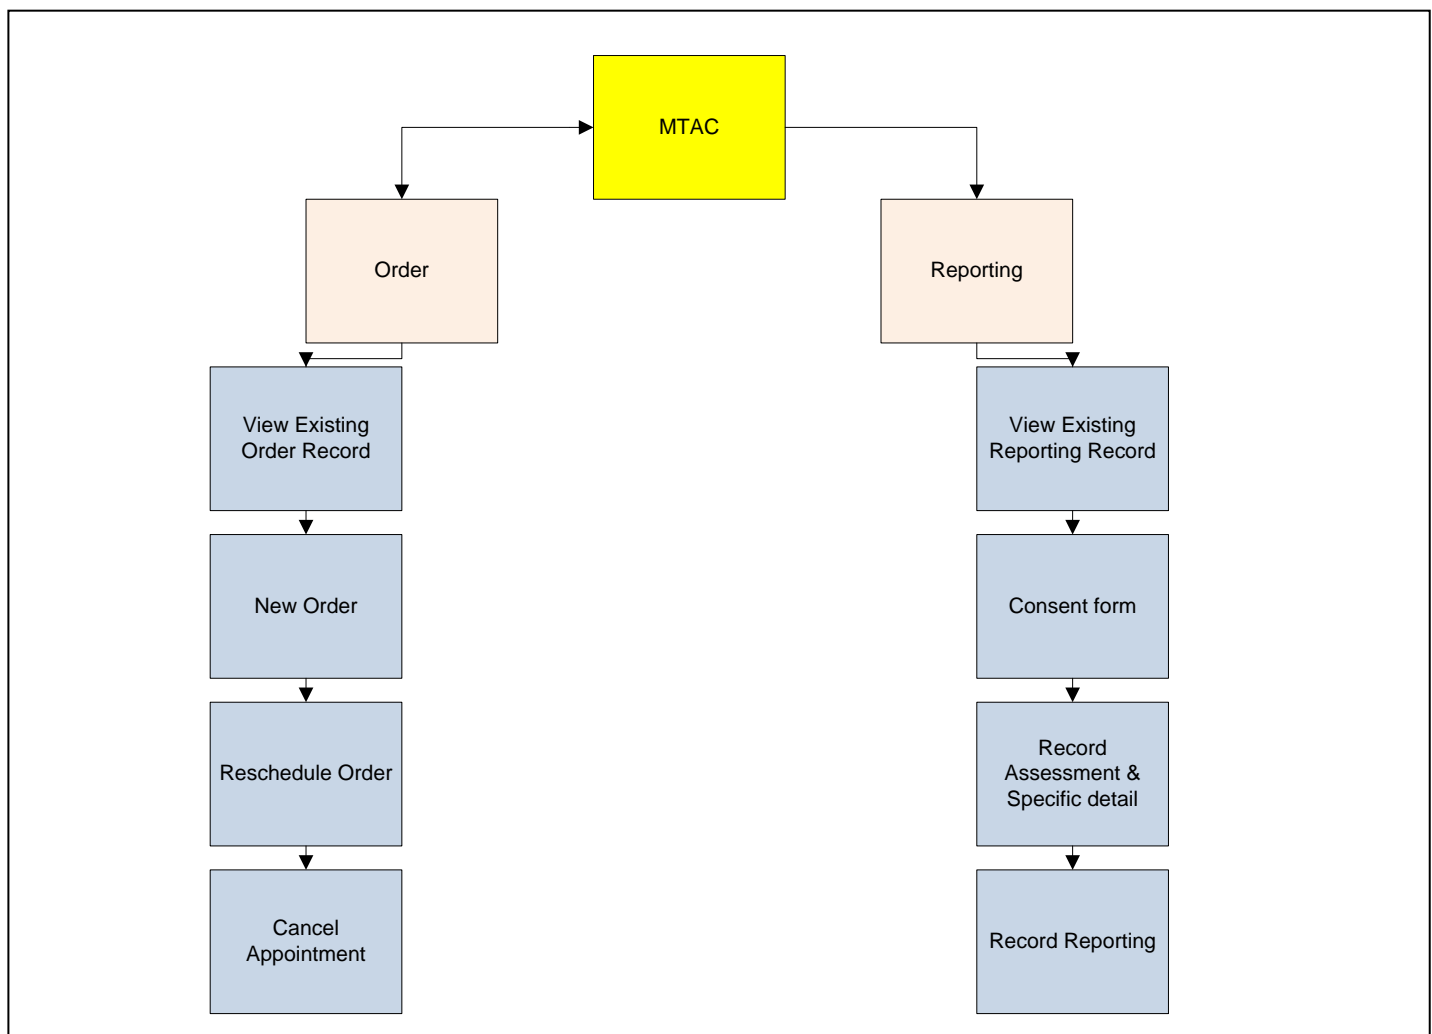 MTAC
Order
Reporting
View Existing
Order Record
View Existing
Reporting Record
New Order
Consent form
Reschedule Order
Record
Assessment &
Specific detail
Cancel
Appointment
Record Reporting